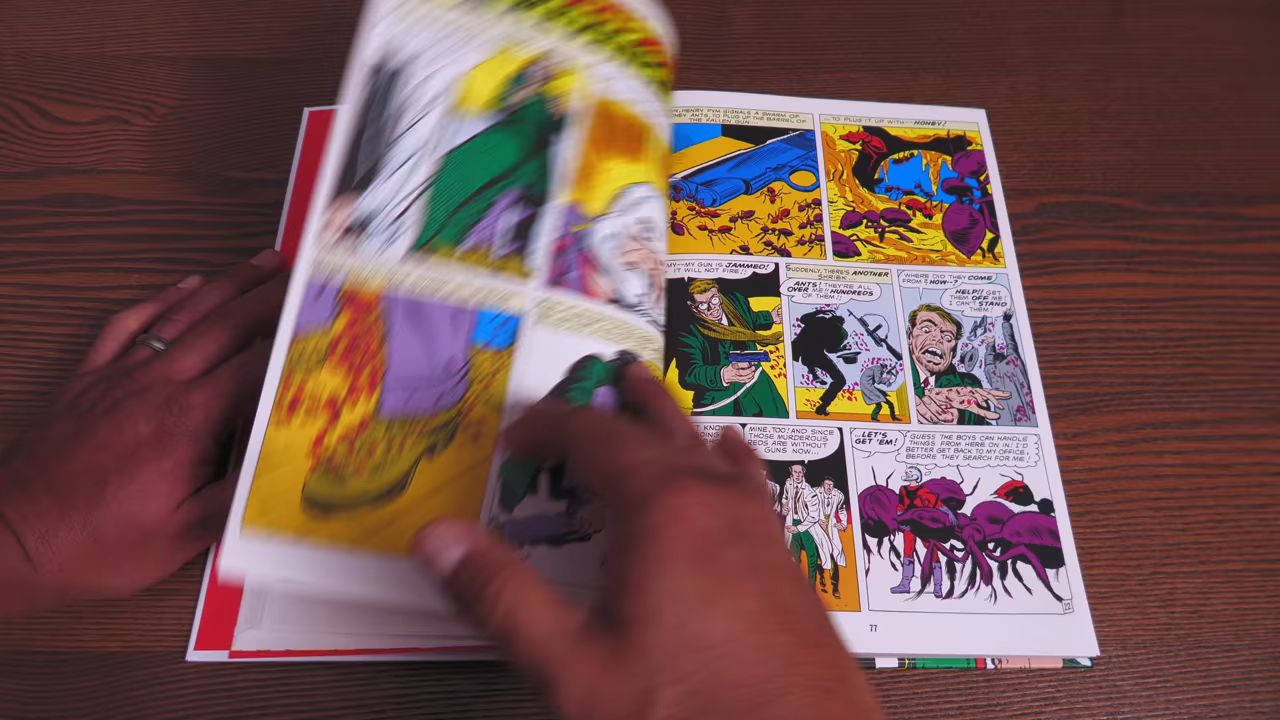 HENRY PYM SIGNALS A SWARM OF
ANTS, TO PLUG UP THE BARREL OF
THE FALLEN GUN...
...TO PLUG IT UP WITH--HONEY!
MY--MY GUN IS JAMMED!
IT WILL NOT FIRE!!
SUDDENLY, THERE'S ANOTHER
SHRIEK...
ANTS! THEY'RE ALL
OVER ME!! HUNDREDS
OF THEM!!
WHERE DID THEY COME
FROM?; HOW--?
HELP!! GET
THEM OFF ME!
I CAN'T STAND
THEM!
KNOW
MINE, TOO! AND SINCE
THOSE MURDEROUS
REDS ARE WITHOUT
GUNS NOW...
...LET'S
GET 'EM!
GUESS THE BOYS CAN HANDLE
THINGS FROM HERE ON IN! I'D
BETTER GET BACK TO MY OFFICE,
BEFORE THEY SEARCH FOR ME!
22
77